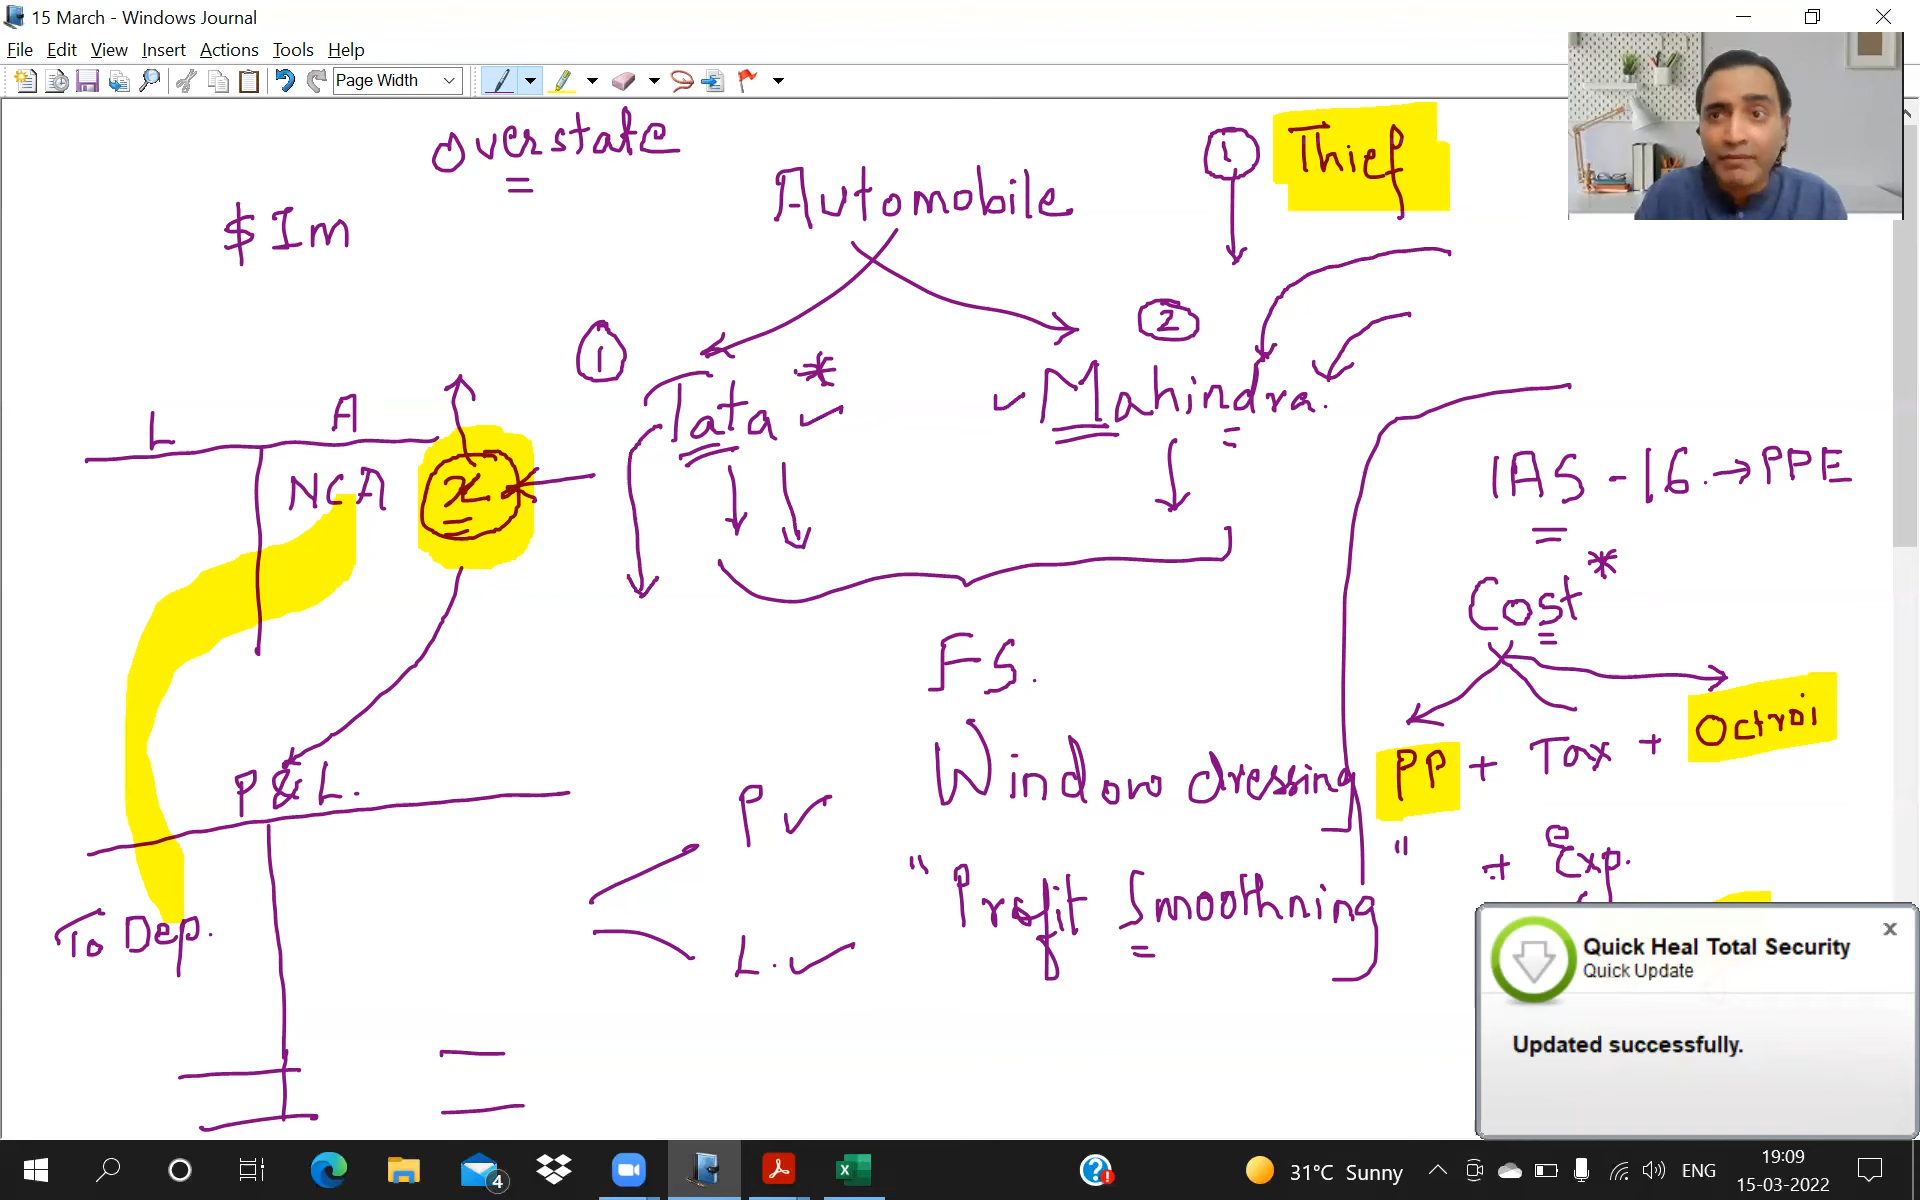 15 March - Windows Journal
File Edit View Insert Actions Tools Help
Page Width
Overstate
$ 1m
Automobile
1 Thief
1
2
Tata *
Mahindra.
L A
NCA x
IAS - 16. → PPE
Cost *
FS.
PP + Tax + Octroi
Window dressing
"
P & L.
P
+ Exp.
" Profit Smoothning
To Dep.
L.
Quick Heal Total Security
Quick Update
Updated successfully.
4
31°C Sunny
ENG
19:09
15-03-2022